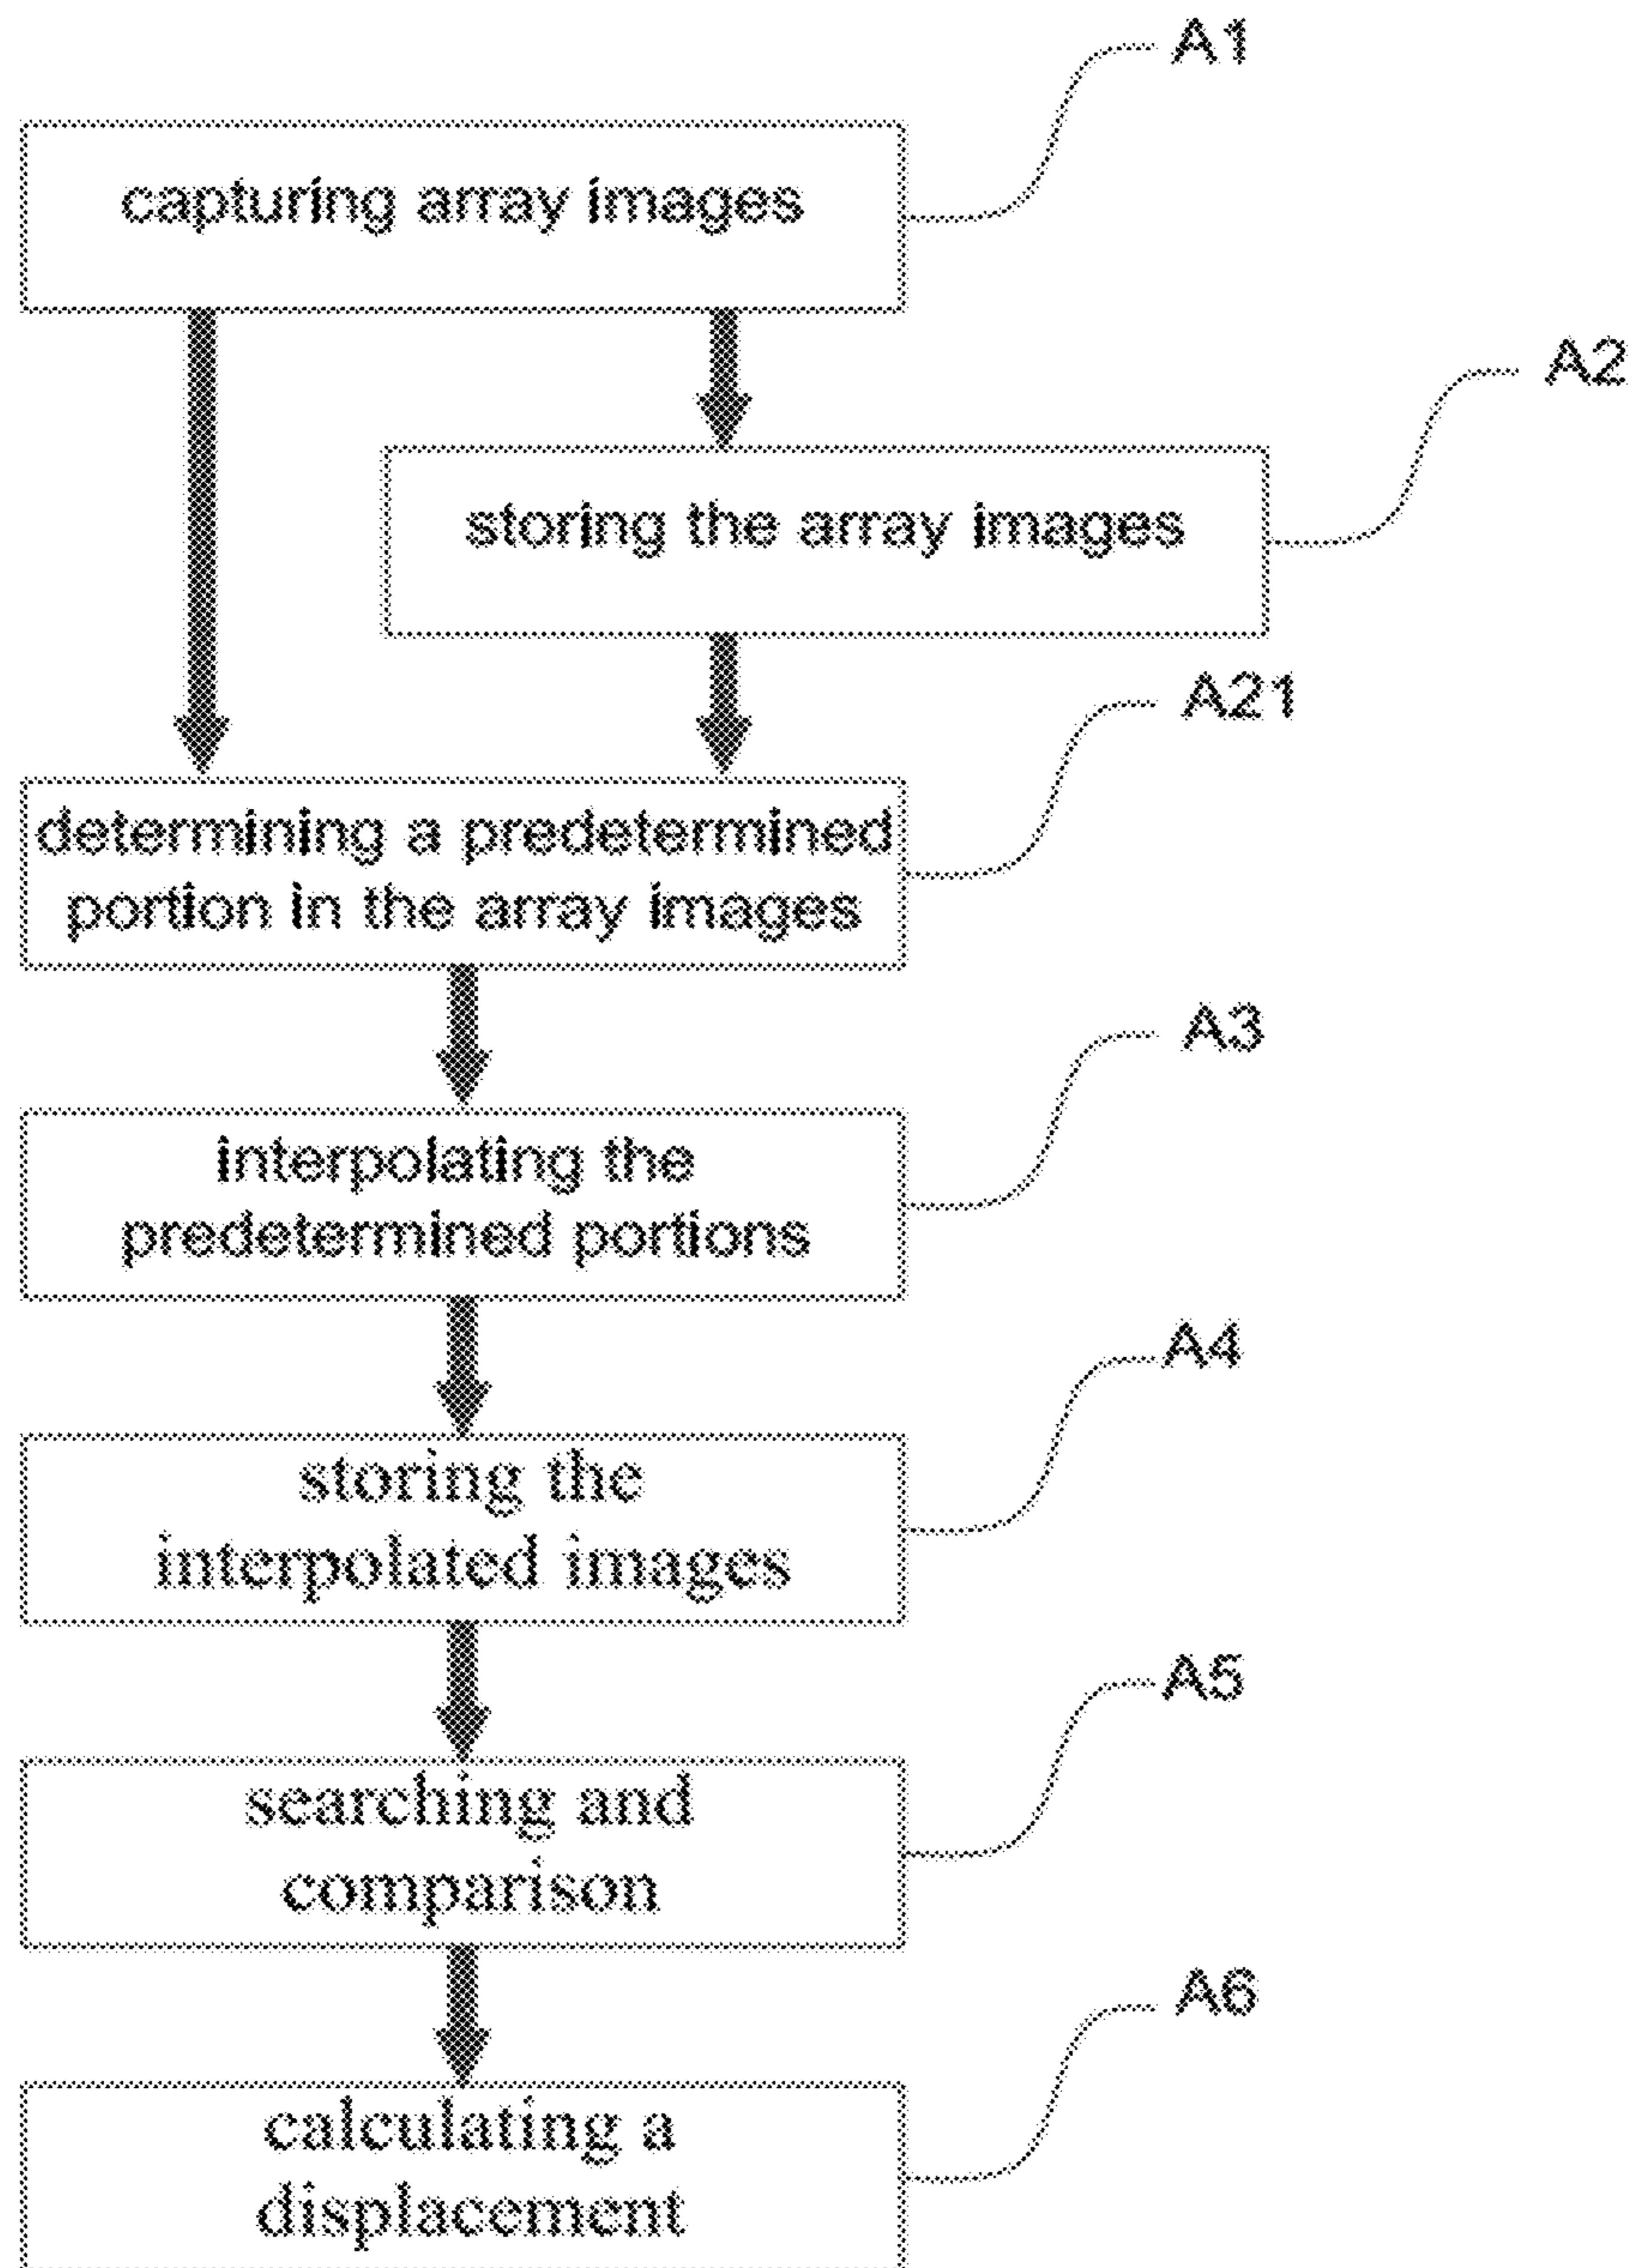 A1
capturing array images
A2
storing the array images
A21
determining a predetermined
portion in the array images
A3
interpolating the
predetermined portions
A4
storing the
interpolated images
A5
searching and
comparison
A6
calculating a
displacement